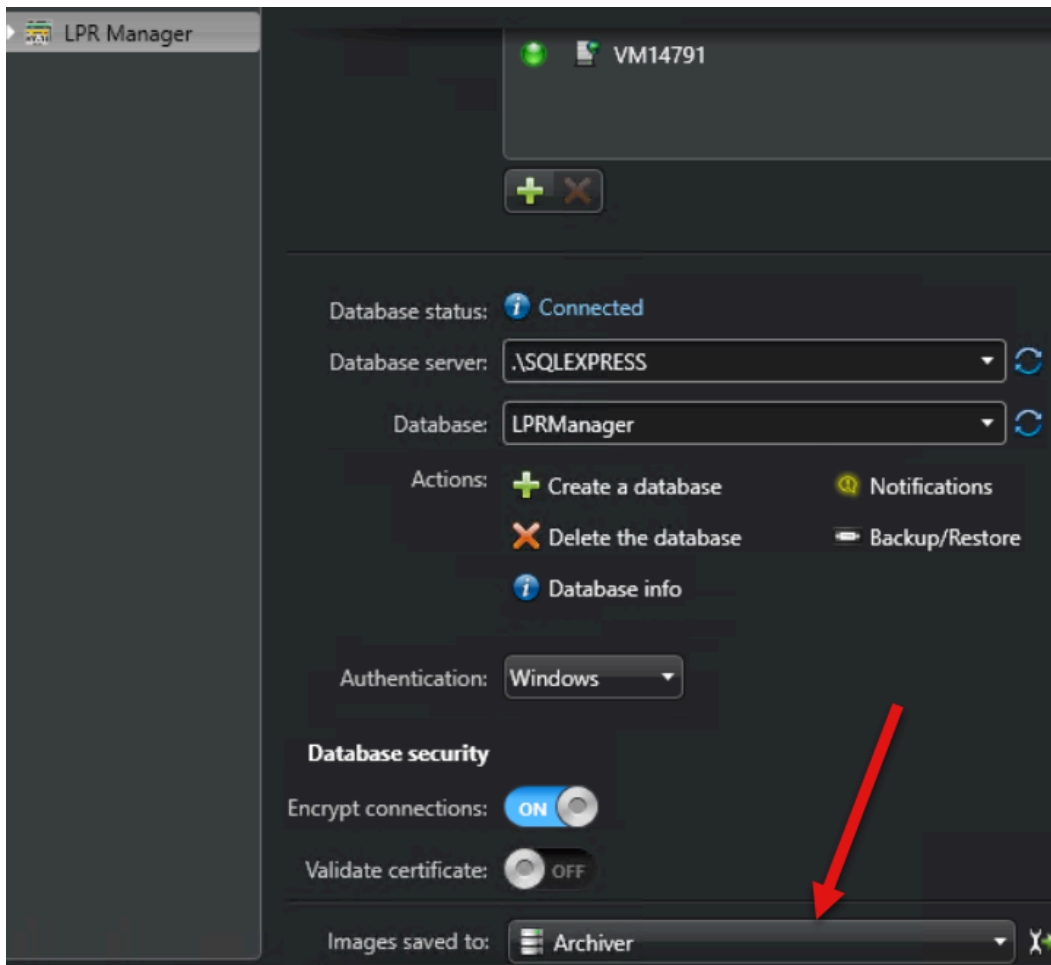 LPR Manager
VM14791
Database status: Connected
Database server: .\SQLEXPRESS
Database: LPRManager
Actions: Create a database Notifications
Delete the database Backup/Restore
Database info
Authentication: Windows
Database security
Encrypt connections: ON
Validate certificate: OFF
Images saved to: Archiver